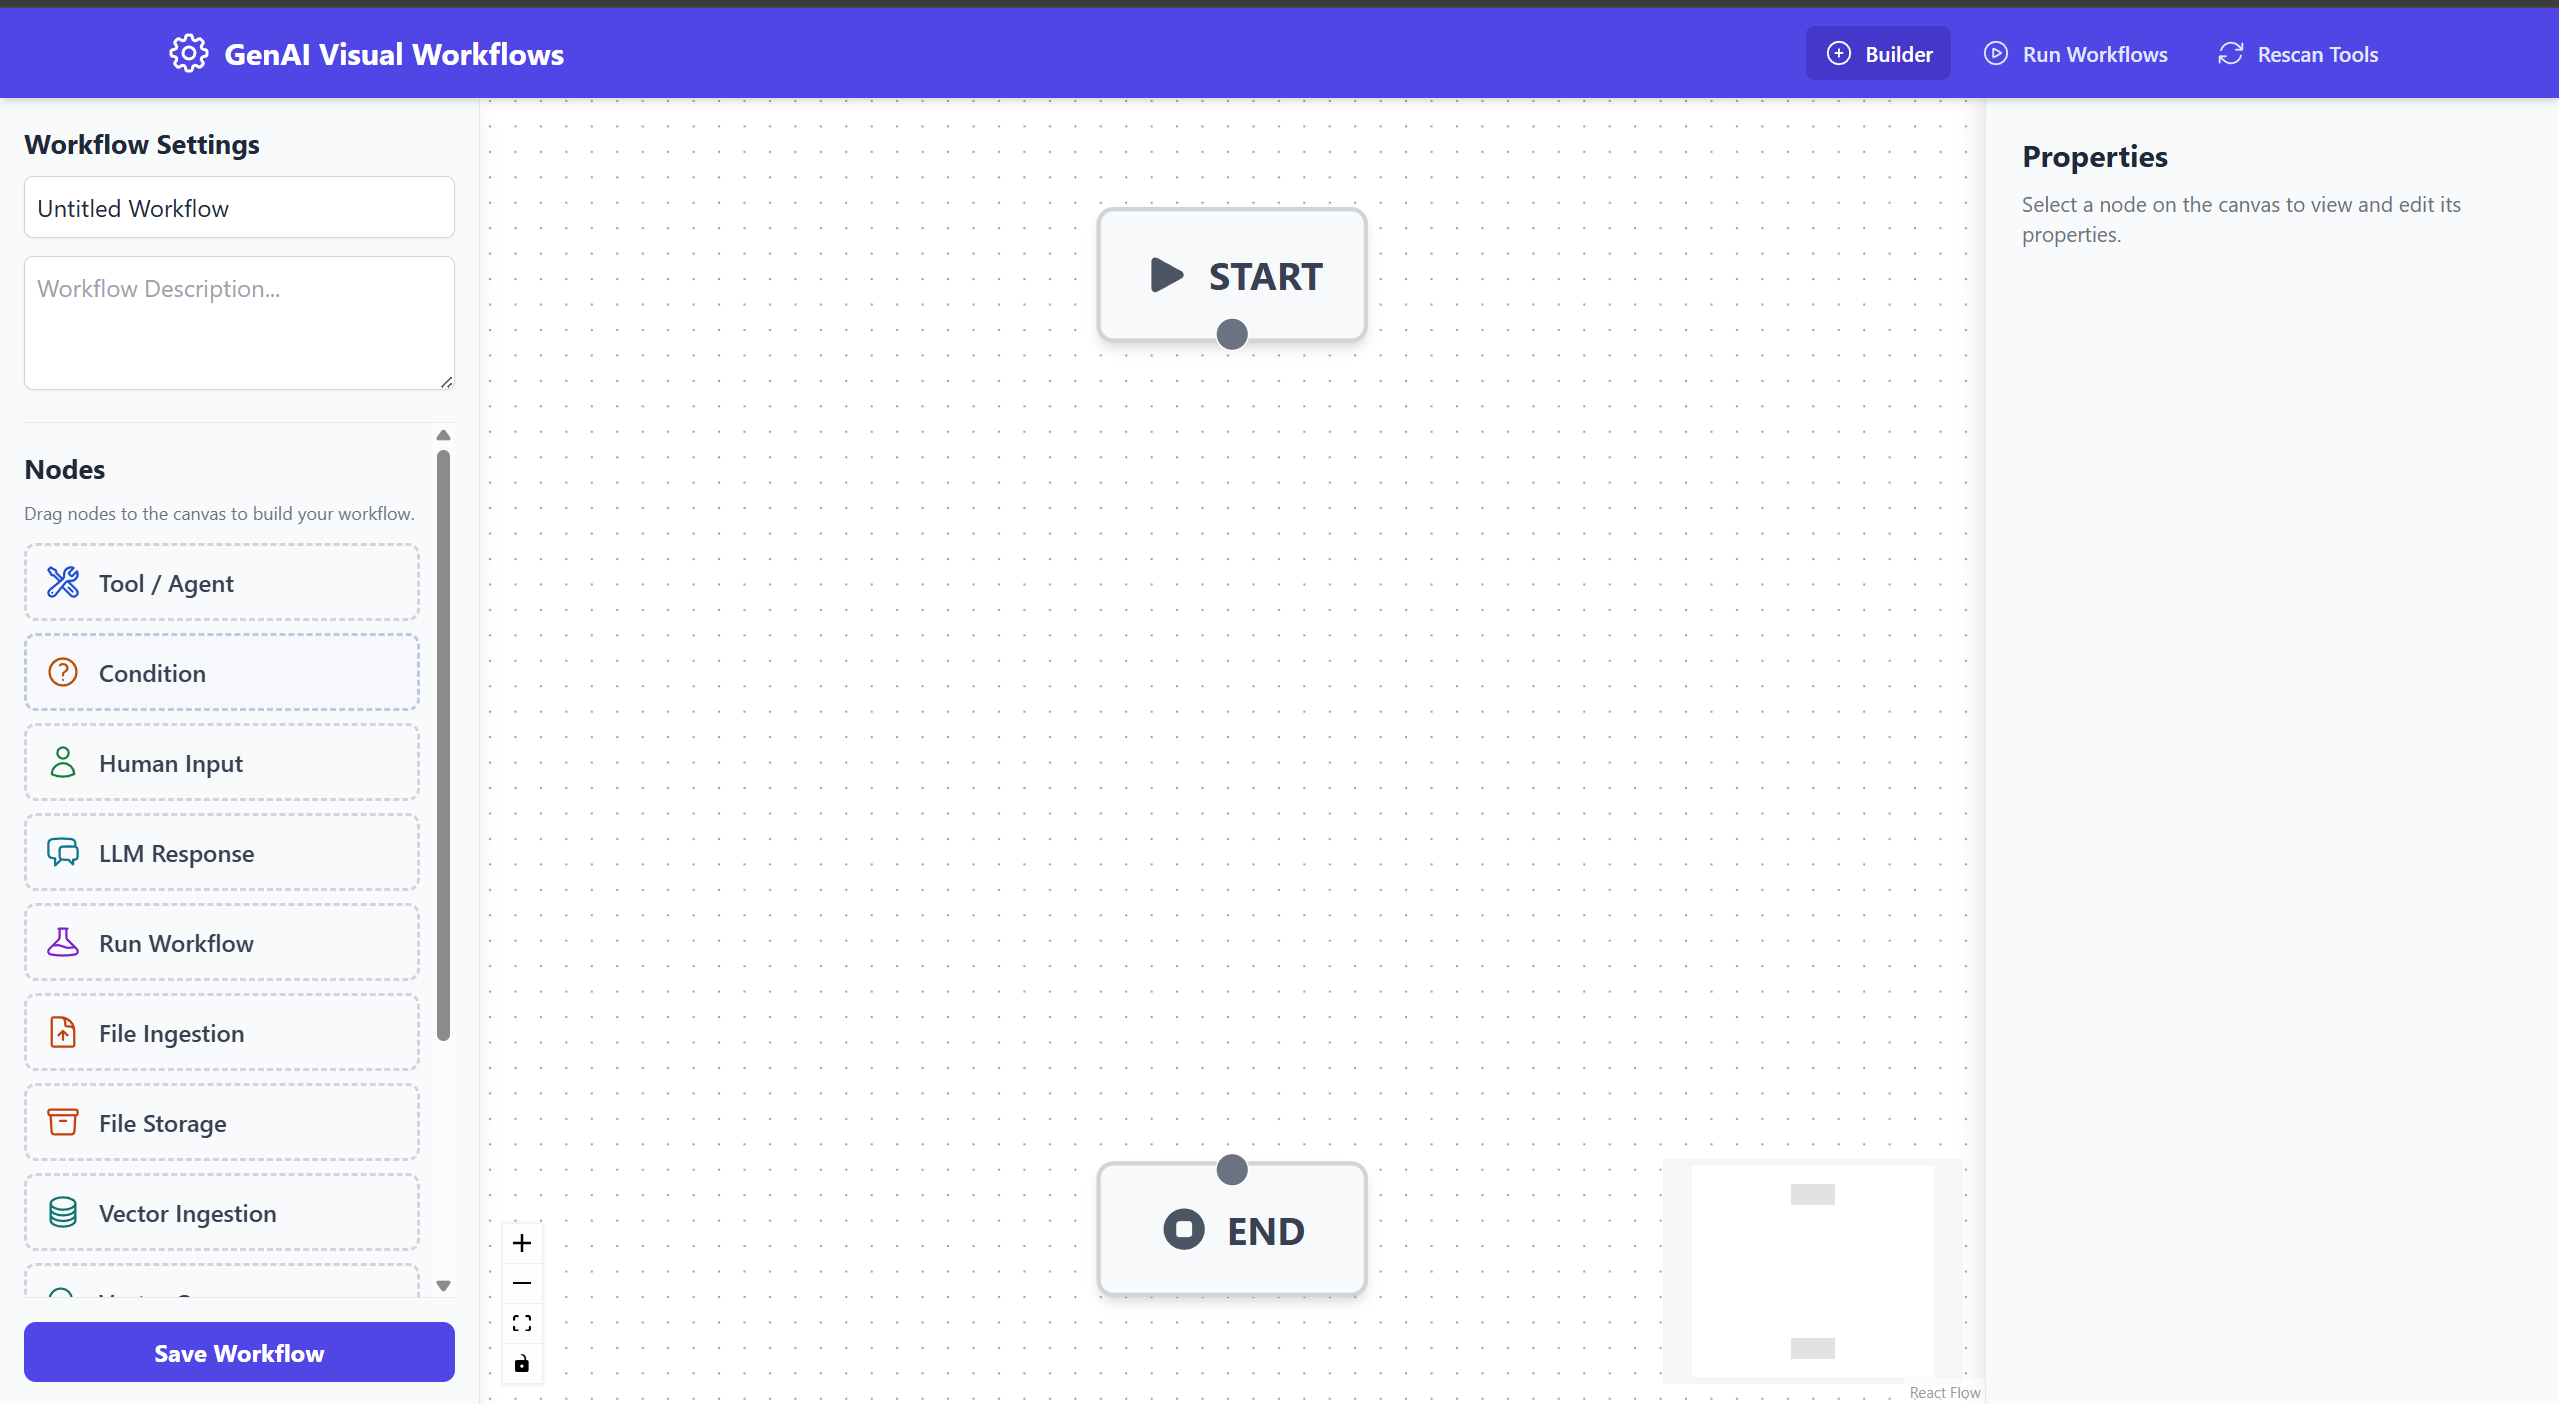 GenAI Visual Workflows
Builder
Run Workflows
Rescan Tools
Workflow Settings
Untitled Workflow
Workflow Description...
Nodes
Drag nodes to the canvas to build your workflow.
Tool / Agent
Condition
Human Input
LLM Response
Run Workflow
File Ingestion
File Storage
Vector Ingestion
Save Workflow
START
END
React Flow
Properties
Select a node on the canvas to view and edit its
properties.